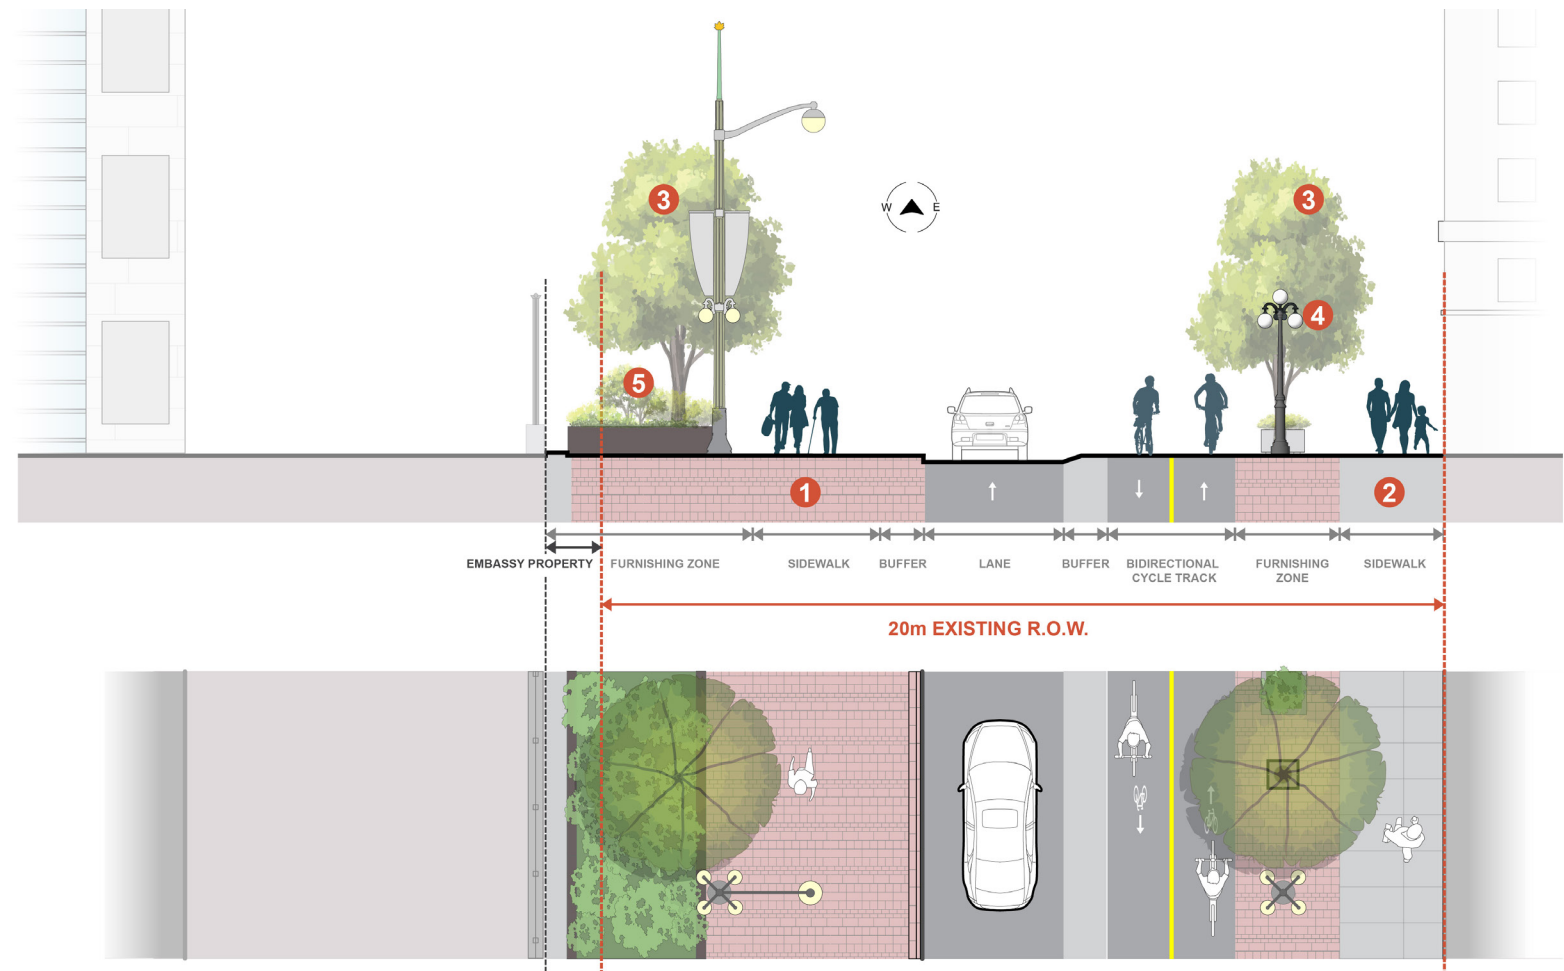 3
3
W E
4
5
1
2
EMBASSY PROPERTY
FURNISHING ZONE
SIDEWALK
BUFFER
LANE
BUFFER
BIDIRECTIONAL
CYCLE TRACK
FURNISHING
ZONE
SIDEWALK
20m EXISTING R.O.W.